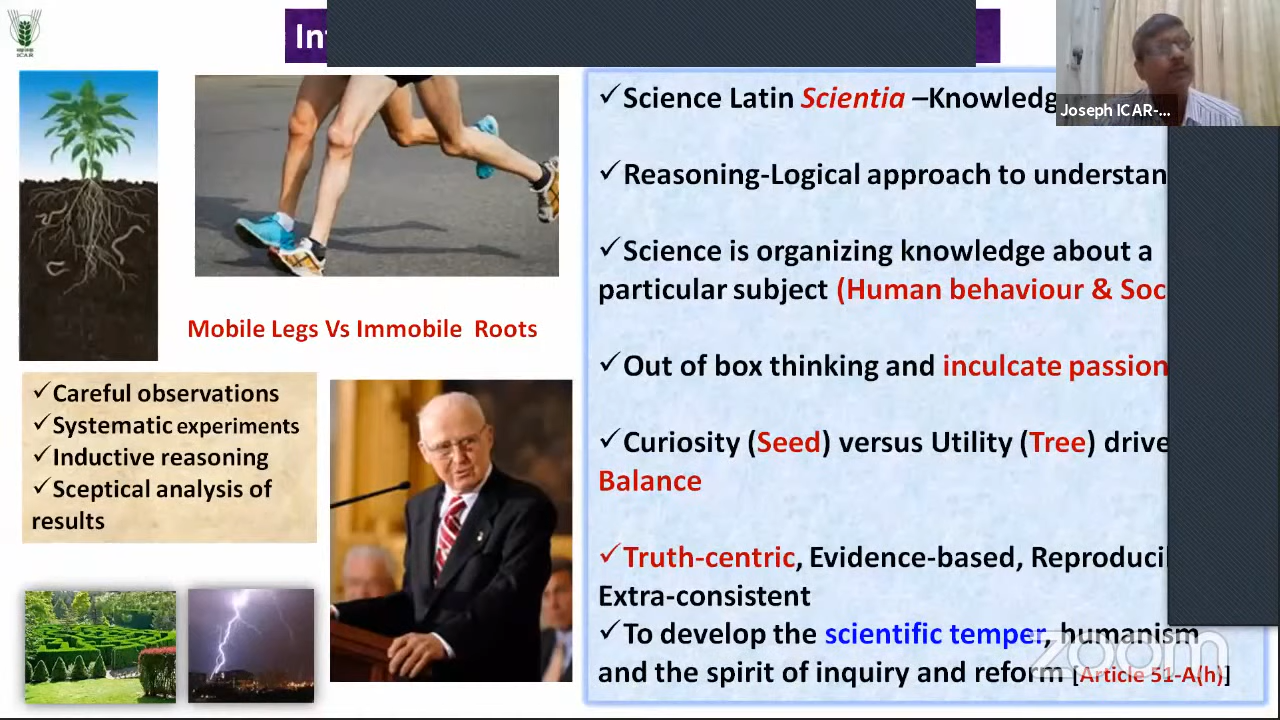 Science Latin Scientia –Knowledg
Joseph ICAR-...
Reasoning-Logical approach to understan
Science is organizing knowledge about a
particular subject (Human behaviour & Soc
Mobile Legs Vs Immobile Roots
Out of box thinking and inculcate passion
Careful observations
Systematic experiments
Inductive reasoning
Sceptical analysis of
results
Curiosity (Seed) versus Utility (Tree) drive
Balance
Truth-centric, Evidence-based, Reproduci
Extra-consistent
To develop the scientific temper, humanism
and the spirit of inquiry and reform [Article 51-A(h)]
zoom
ICAR